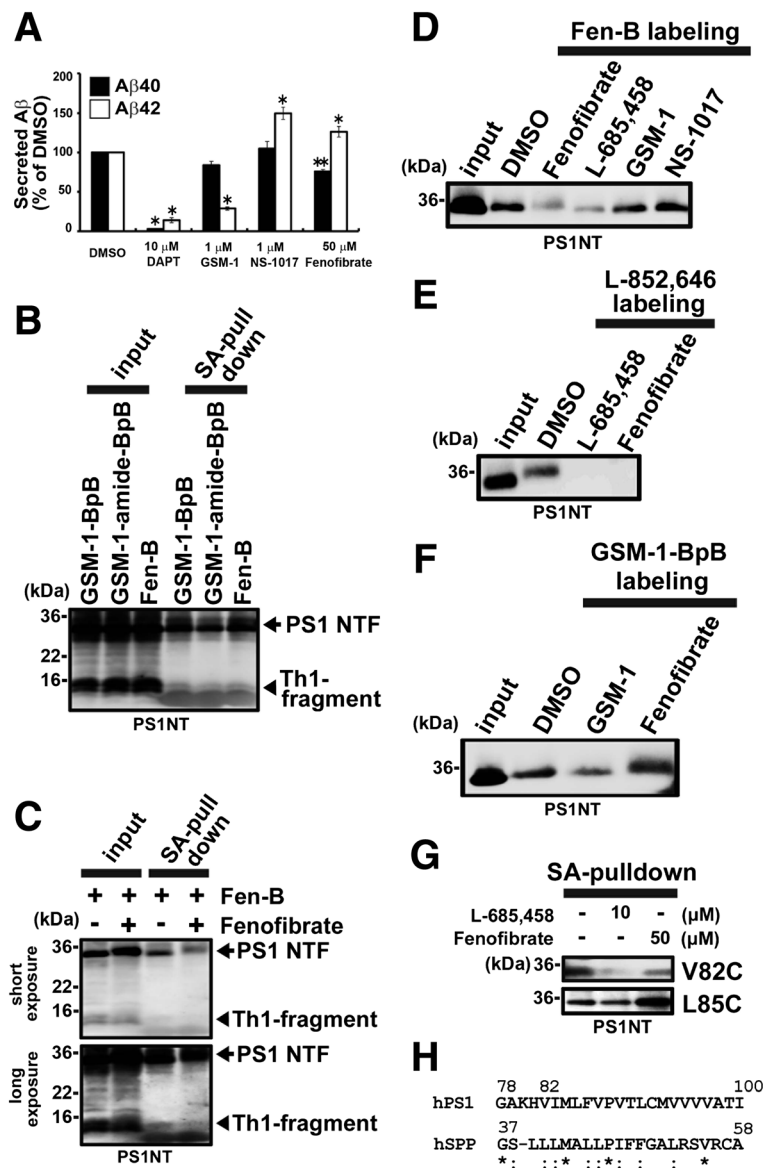 A
Secreted Aβ
(% of DMSO)
200
150
100
50
0
Aβ40
Aβ42
* * * * ** *
DMSO
10 µM
DAPT
1 µM
GSM-1
1 µM
NS-1017
50 µM
Fenofibrate
B
input
SA-pull
down
GSM-1-BpB
GSM-1-amide-BpB
Fen-B
GSM-1-BpB
GSM-1-amide-BpB
Fen-B
(kDa)
36-
22-
16-
PS1 NTF
Th1-
fragment
PS1NT
C
input
SA-pull
down
+ + + + Fen-B
(kDa) - + - + Fenofibrate
short
exposure
36-
22-
16-
PS1 NTF
Th1-fragment
long
exposure
36-
22-
16-
PS1 NTF
Th1-fragment
PS1NT
D
Fen-B labeling
input
DMSO
Fenofibrate
L-685,458
GSM-1
NS-1017
(kDa)
36-
PS1NT
E
L-852,646
labeling
input
DMSO
L-685,458
Fenofibrate
(kDa)
36-
PS1NT
F
GSM-1-BpB
labeling
input
DMSO
GSM-1
Fenofibrate
(kDa)
36-
PS1NT
G
SA-pulldown
L-685,458 - 10 - (µM)
Fenofibrate - - 50 (µM)
(kDa) 36- V82C
36- L85C
PS1NT
H
78 82 100
hPS1 GAKHVIMLFVPVTLCMVVVVATI
37 58
hSPP GS-LLLMALLPIFFGALRSVRCA
*: ::* ::*: : : *